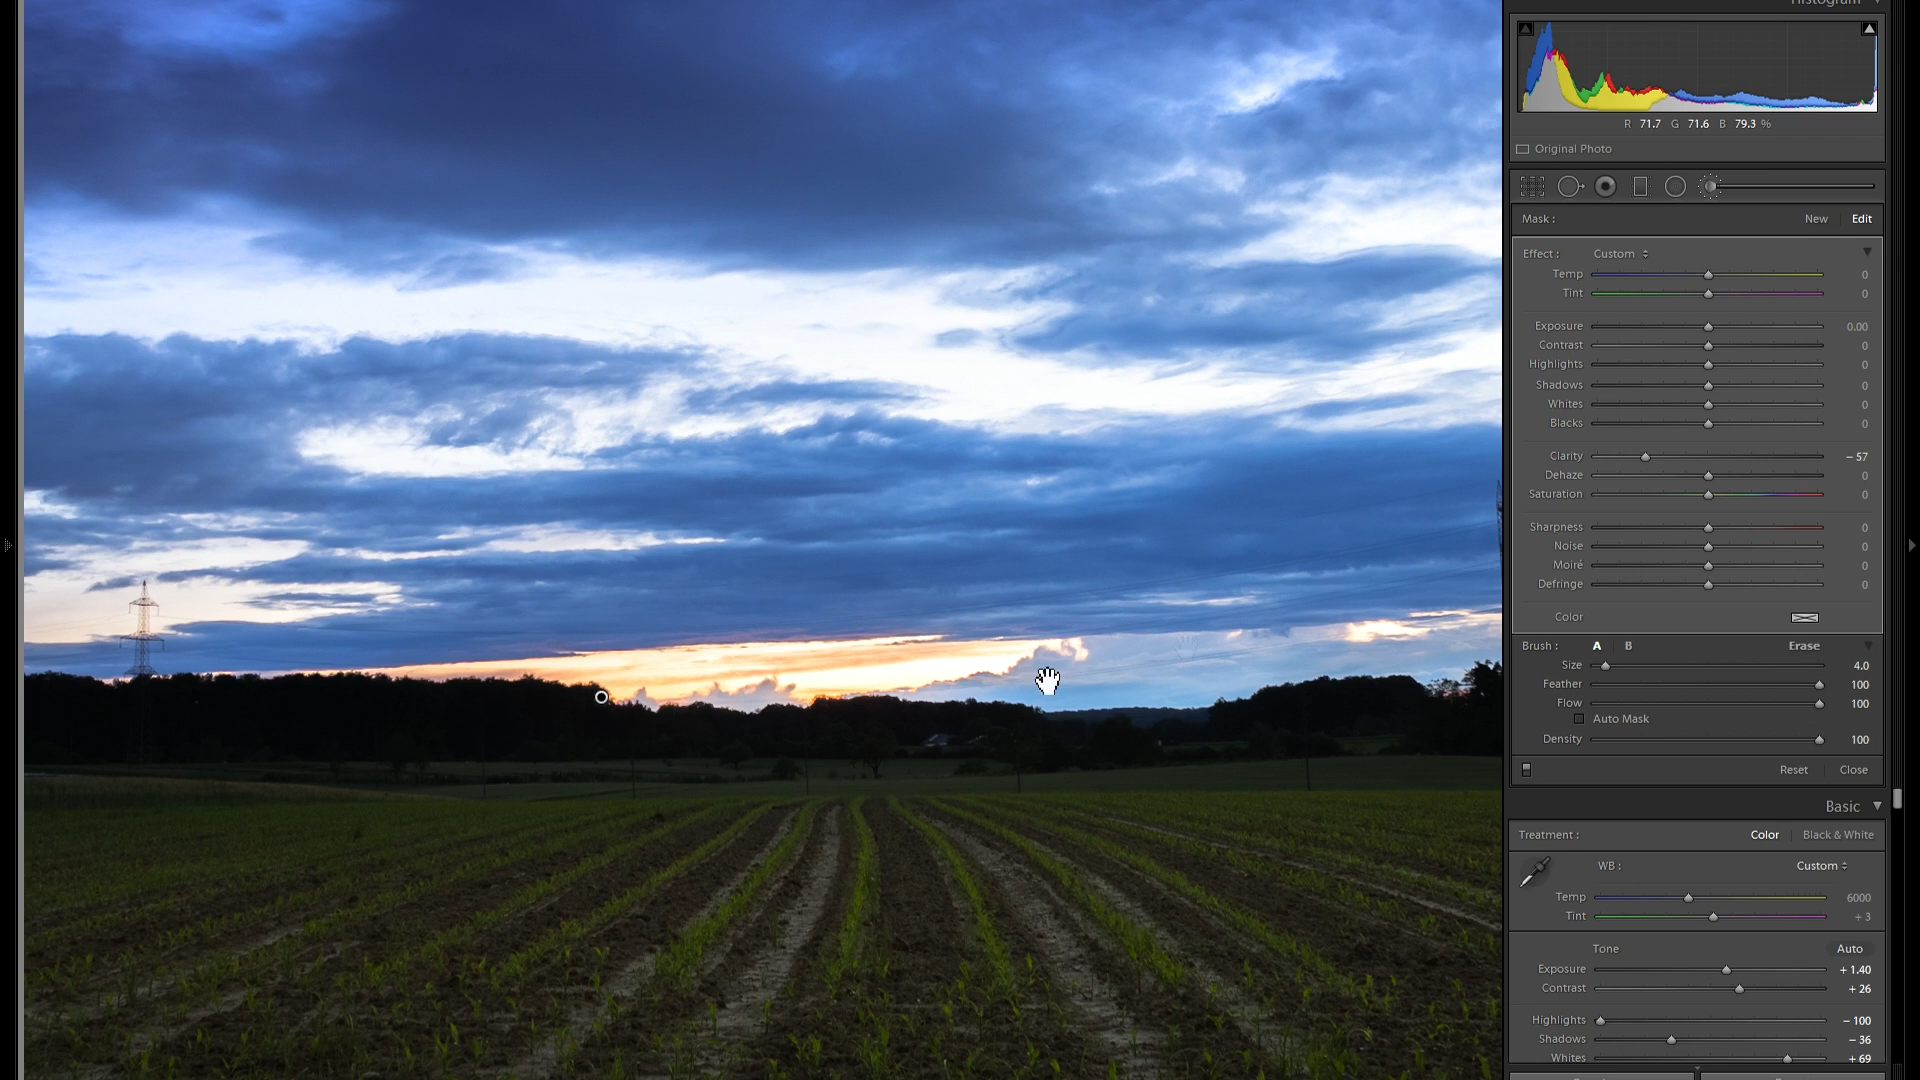 Histogram
R 71.7 G 71.6 B 79.3 %
Original Photo
Mask : New Edit
Effect : Custom
Temp 0
Tint 0
Exposure 0.00
Contrast 0
Highlights 0
Shadows 0
Whites 0
Blacks 0
Clarity – 57
Dehaze 0
Saturation 0
Sharpness 0
Noise 0
Moiré 0
Defringe 0
Color
Brush : A B Erase
Size 4.0
Feather 100
Flow 100
Auto Mask
Density 100
Reset Close
Basic
Treatment : Color Black & White
WB : Custom
Temp 6000
Tint + 3
Tone Auto
Exposure + 1.40
Contrast + 26
Highlights – 100
Shadows – 36
Whites + 69